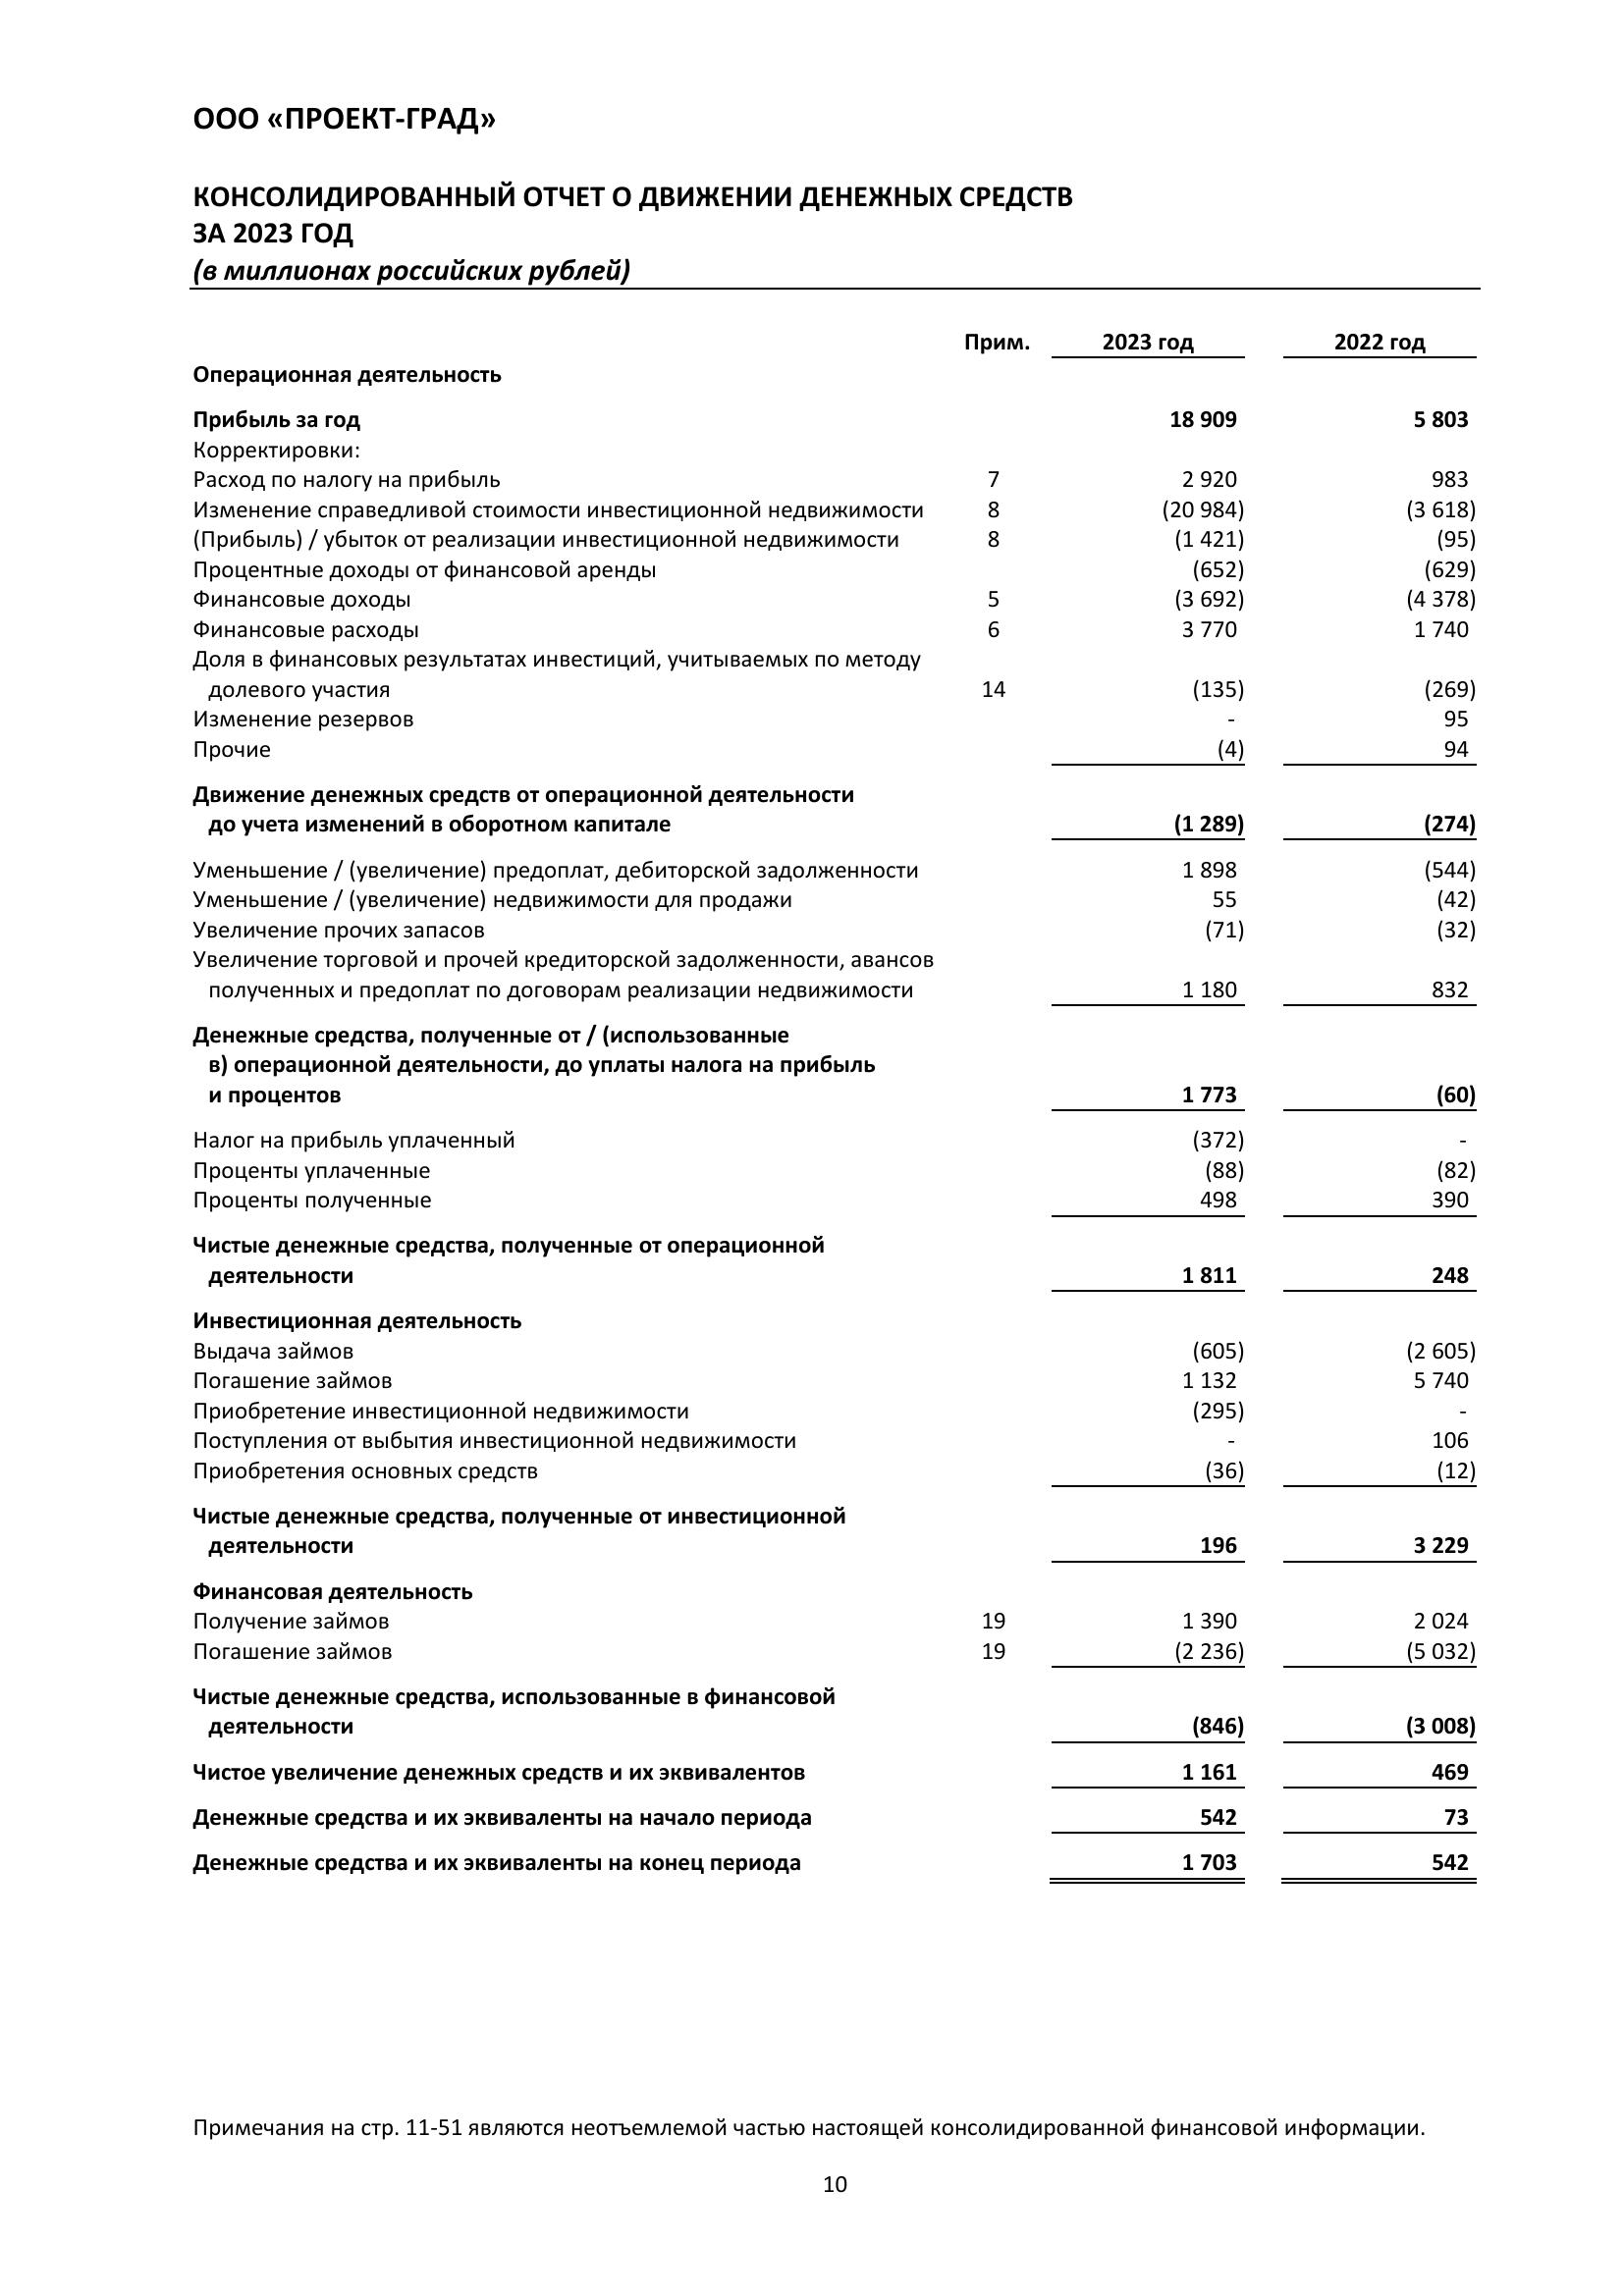 ООО «ПРОЕКТ-ГРАД»
КОНСОЛИДИРОВАННЫЙ ОТЧЕТ О ДВИЖЕНИИ ДЕНЕЖНЫХ СРЕДСТВ
ЗА 2023 ГОД
(в миллионах российских рублей)
Прим. 2023 год 2022 год
Операционная деятельность
Прибыль за год 18 909 5 803
Корректировки:
Расход по налогу на прибыль 7 2 920 983
Изменение справедливой стоимости инвестиционной недвижимости 8 (20 984) (3 618)
(Прибыль) / убыток от реализации инвестиционной недвижимости 8 (1 421) (95)
Процентные доходы от финансовой аренды (652) (629)
Финансовые доходы 5 (3 692) (4 378)
Финансовые расходы 6 3 770 1 740
Доля в финансовых результатах инвестиций, учитываемых по методу
долевого участия 14 (135) (269)
Изменение резервов - 95
Прочие (4) 94
Движение денежных средств от операционной деятельности
до учета изменений в оборотном капитале (1 289) (274)
Уменьшение / (увеличение) предоплат, дебиторской задолженности 1 898 (544)
Уменьшение / (увеличение) недвижимости для продажи 55 (42)
Увеличение прочих запасов (71) (32)
Увеличение торговой и прочей кредиторской задолженности, авансов
полученных и предоплат по договорам реализации недвижимости 1 180 832
Денежные средства, полученные от / (использованные
в) операционной деятельности, до уплаты налога на прибыль
и процентов 1 773 (60)
Налог на прибыль уплаченный (372) -
Проценты уплаченные (88) (82)
Проценты полученные 498 390
Чистые денежные средства, полученные от операционной
деятельности 1 811 248
Инвестиционная деятельность
Выдача займов (605) (2 605)
Погашение займов 1 132 5 740
Приобретение инвестиционной недвижимости (295) -
Поступления от выбытия инвестиционной недвижимости - 106
Приобретения основных средств (36) (12)
Чистые денежные средства, полученные от инвестиционной
деятельности 196 3 229
Финансовая деятельность
Получение займов 19 1 390 2 024
Погашение займов 19 (2 236) (5 032)
Чистые денежные средства, использованные в финансовой
деятельности (846) (3 008)
Чистое увеличение денежных средств и их эквивалентов 1 161 469
Денежные средства и их эквиваленты на начало периода 542 73
Денежные средства и их эквиваленты на конец периода 1 703 542
Примечания на стр. 11-51 являются неотъемлемой частью настоящей консолидированной финансовой информации.
10